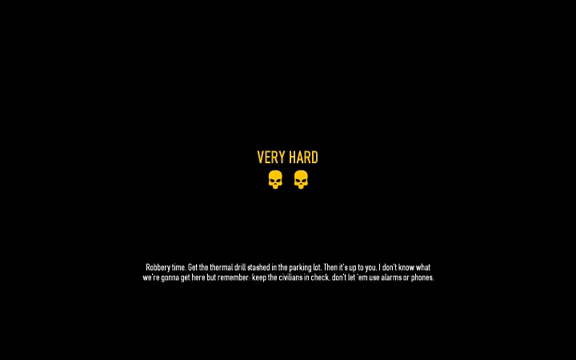 VERY HARD
Robbery time. Get the thermal drill stashed in the parking lot. Then it's up to you. I don't know what
we're gonna get here but remember: keep the civilians in check, don't let 'em use alarms or phones.